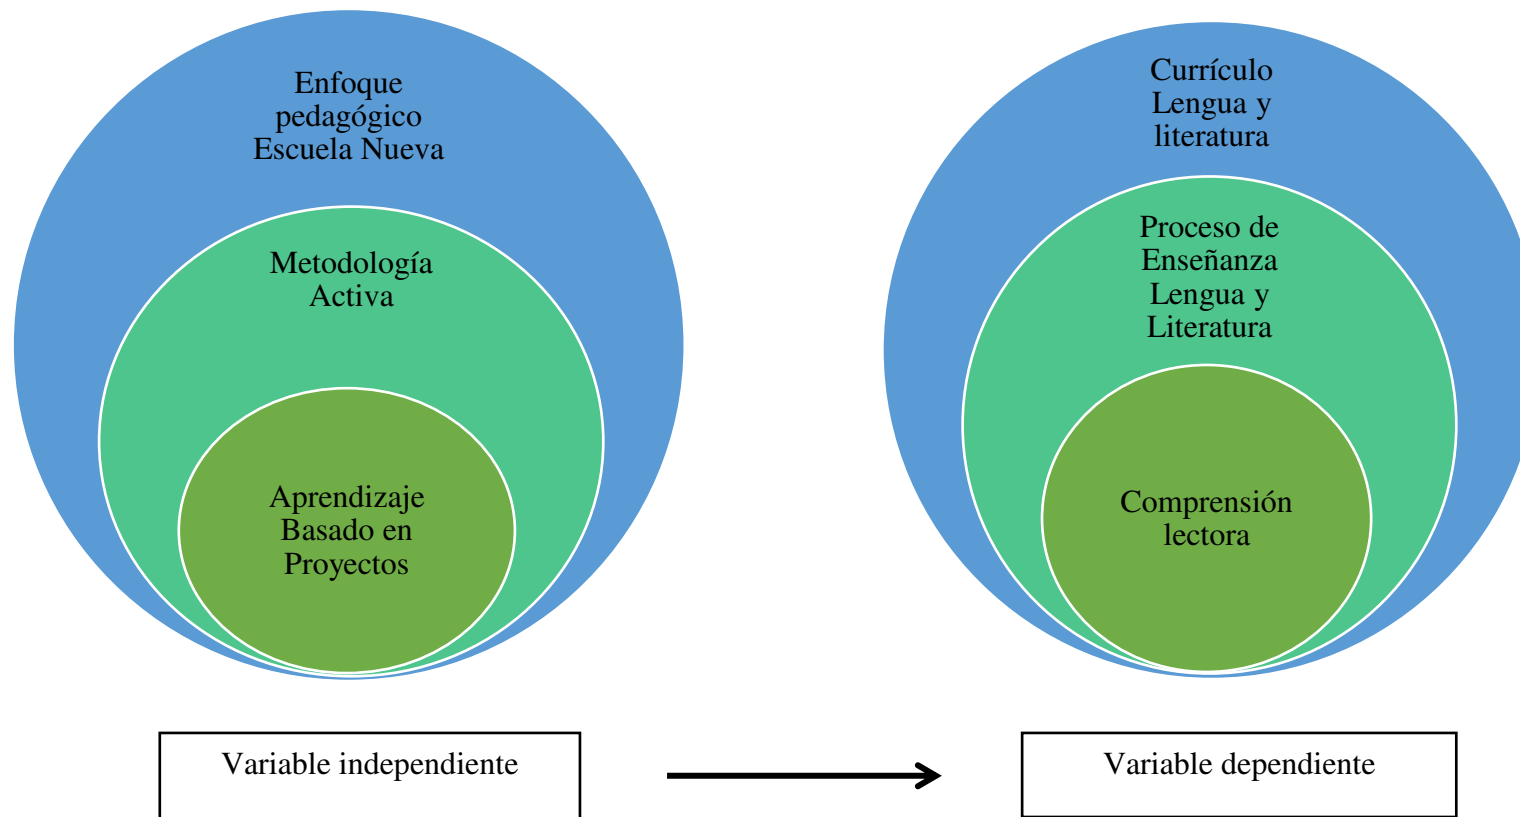 Enfoque
pedagógico
Escuela Nueva
Metodología
Activa
Aprendizaje
Basado en
Proyectos
Variable independiente
Currículo
Lengua y
literatura
Proceso de
Enseñanza
Lengua y
Literatura
Comprensión
lectora
Variable dependiente